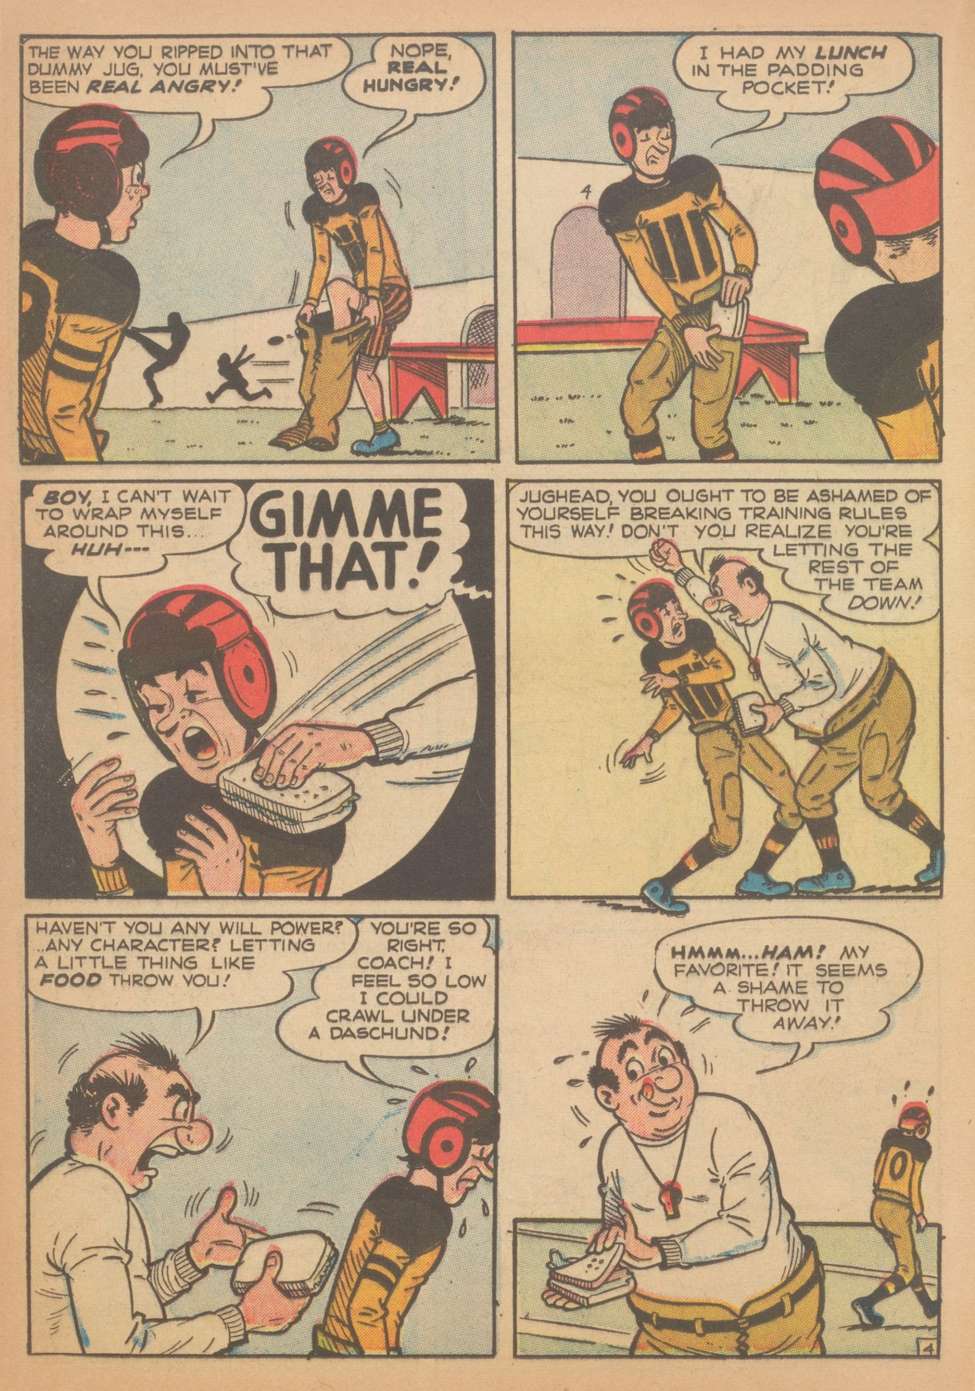 THE WAY YOU RIPPED INTO THAT
DUMMY JUG, YOU MUST'VE
BEEN REAL ANGRY!
NOPE,
REAL
HUNGRY!
I HAD MY LUNCH
IN THE PADDING
POCKET!
4
BOY, I CAN'T WAIT
TO WRAP MYSELF
AROUND THIS...
HUH---
GIMME
THAT!
JUGHEAD, YOU OUGHT TO BE ASHAMED OF
YOURSELF BREAKING TRAINING RULES
THIS WAY! DON'T YOU REALIZE YOU'RE
LETTING THE
REST OF
THE TEAM
DOWN!
HAVEN'T YOU ANY WILL POWER?
..ANY CHARACTER? LETTING
A LITTLE THING LIKE
FOOD THROW YOU!
YOU'RE SO
RIGHT,
COACH! I
FEEL SO LOW
I COULD
CRAWL UNDER
A DASCHUND!
HMMM...HAM! MY
FAVORITE! IT SEEMS
A SHAME TO
THROW IT
AWAY!
0
4